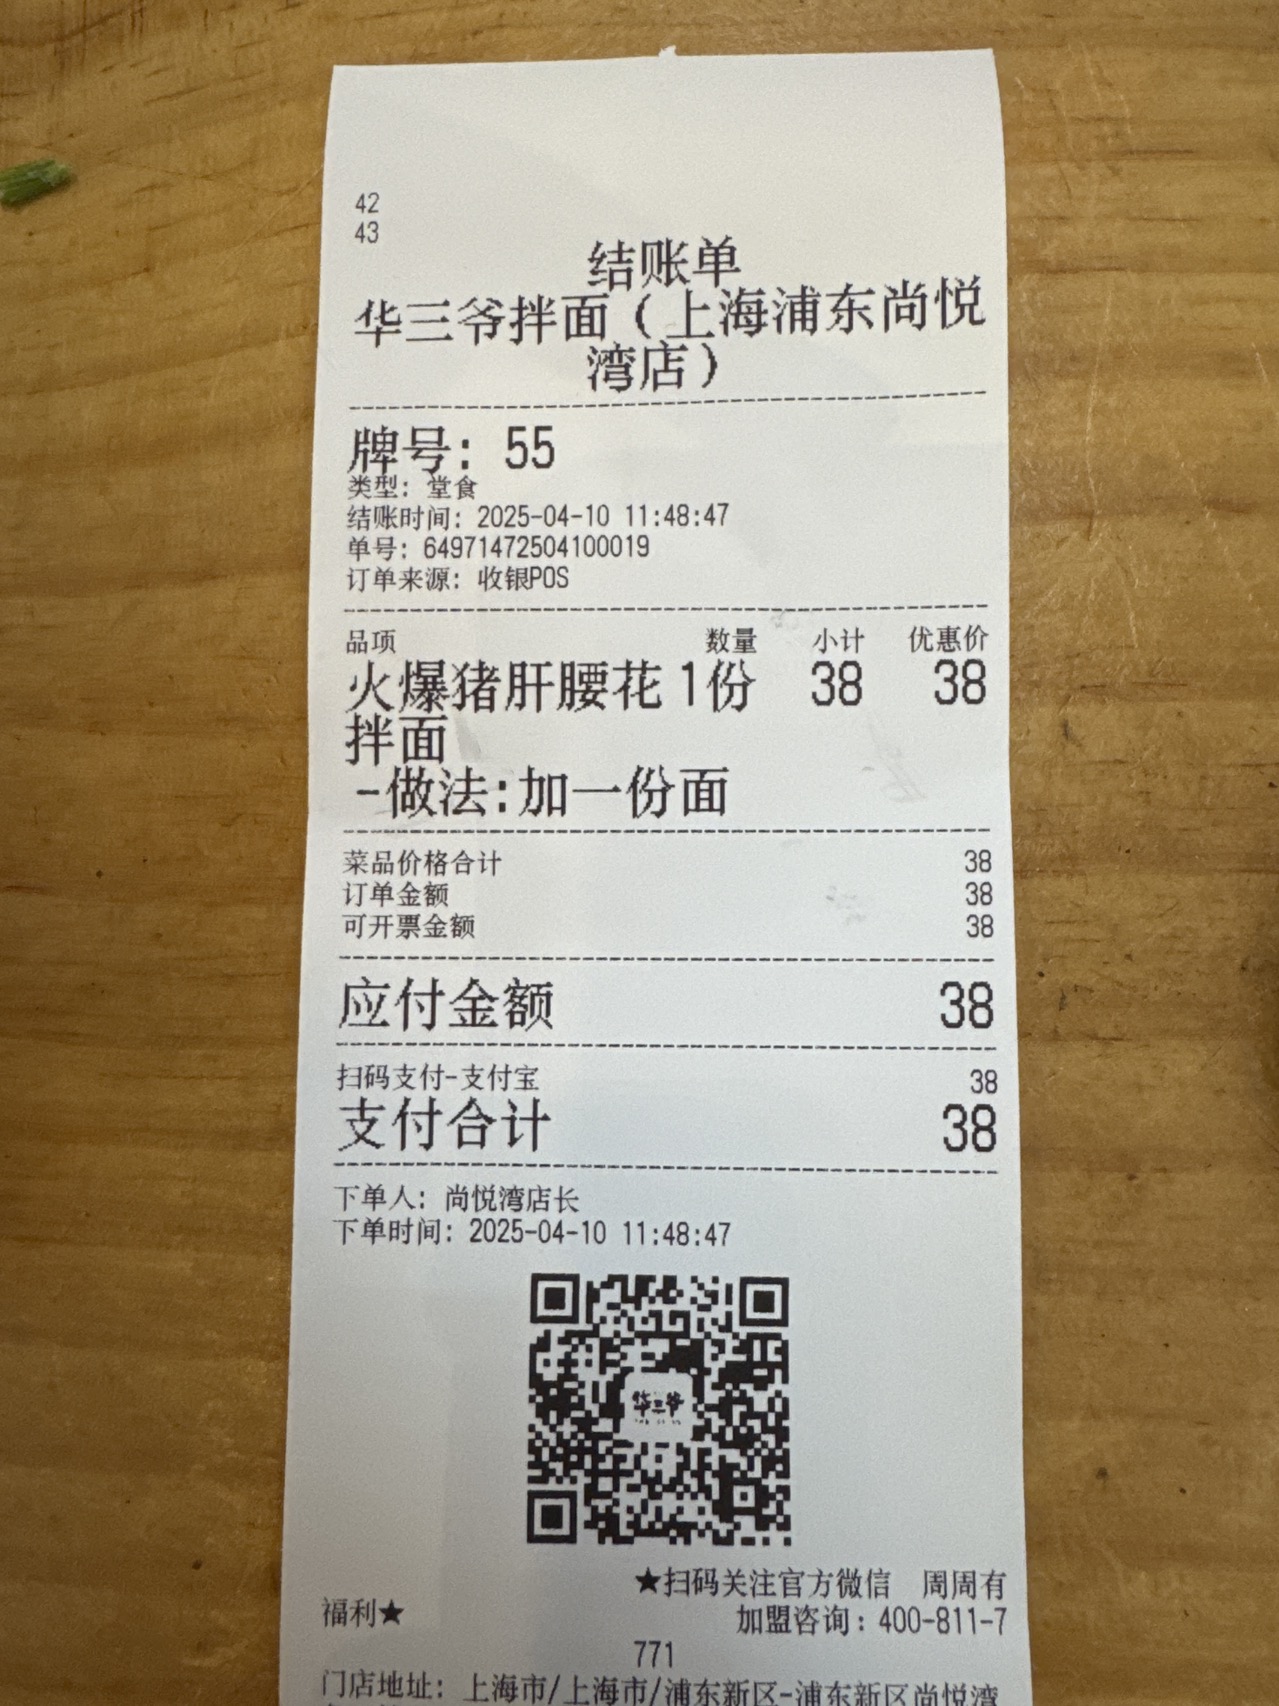 42
43
结账单
华三爷拌面（上海浦东尚悦
湾店）
牌号: 55
类型: 堂食
结账时间: 2025-04-10 11:48:47
单号: 64971472504100019
订单来源: 收银POS
品项 数量 小计 优惠价
火爆猪肝腰花 1份 38 38
拌面
-做法:加一份面
菜品价格合计 38
订单金额 38
可开票金额 38
应付金额 38
扫码支付-支付宝 38
支付合计 38
下单人: 尚悦湾店长
下单时间: 2025-04-10 11:48:47
华三爷
★扫码关注官方微信 周周有
福利★ 加盟咨询: 400-811-7
771
门店地址: 上海市/上海市/浦东新区-浦东新区尚悦湾